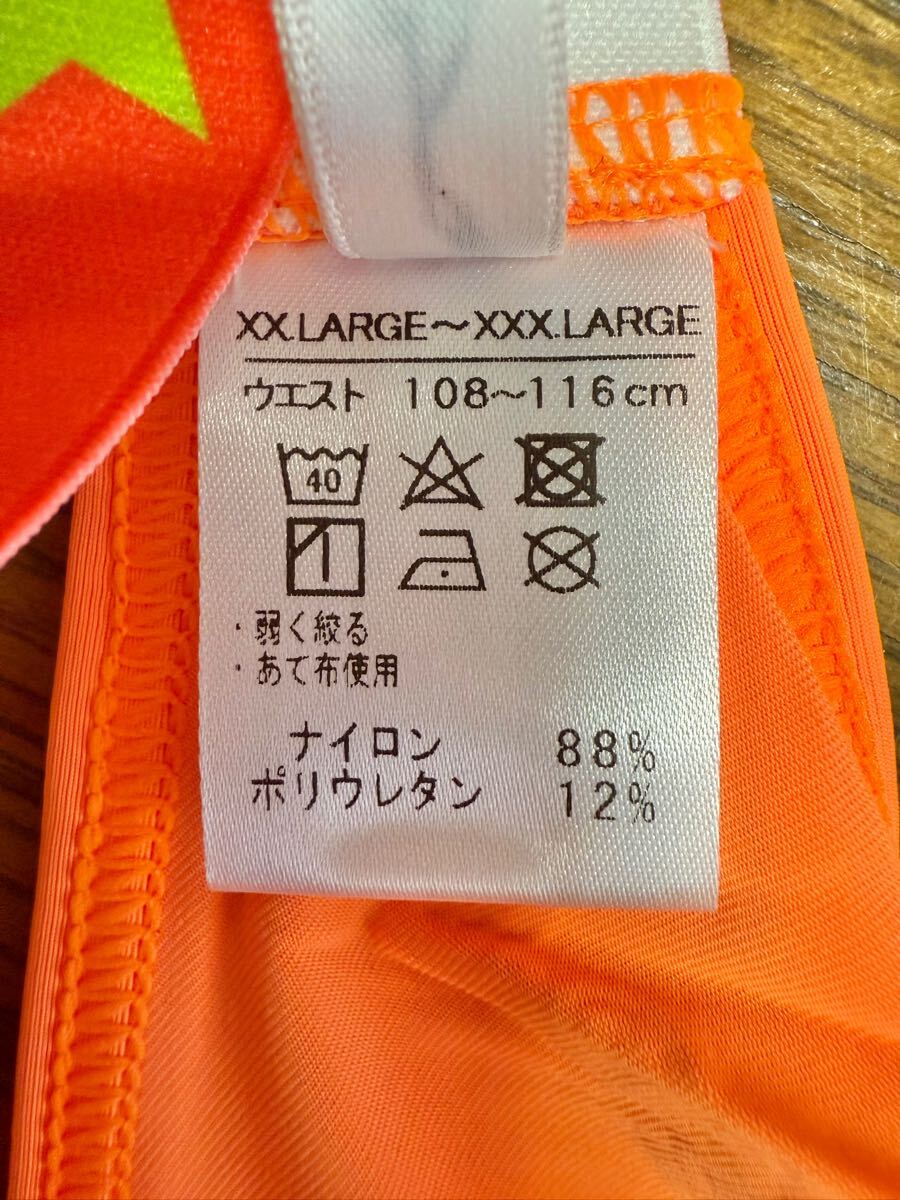 XX.LARGE～XXX.LARGE
ウエスト 108～116cm
40
・弱く絞る
・あて布使用
ナイロン 88%
ポリウレタン 12%